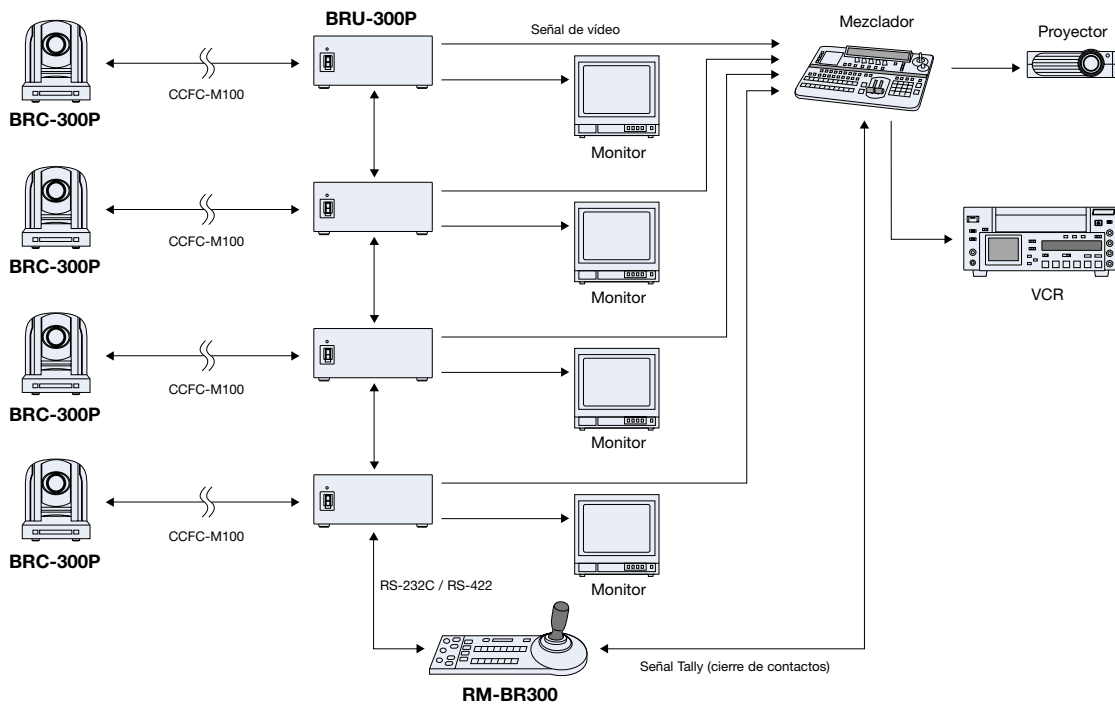 BRU-300P
Mezclador
Proyector
Señal de vídeo
CCFC-M100
BRC-300P
Monitor
CCFC-M100
BRC-300P
Monitor
VCR
CCFC-M100
BRC-300P
Monitor
CCFC-M100
BRC-300P
Monitor
RS-232C / RS-422
Señal Tally (cierre de contactos)
RM-BR300